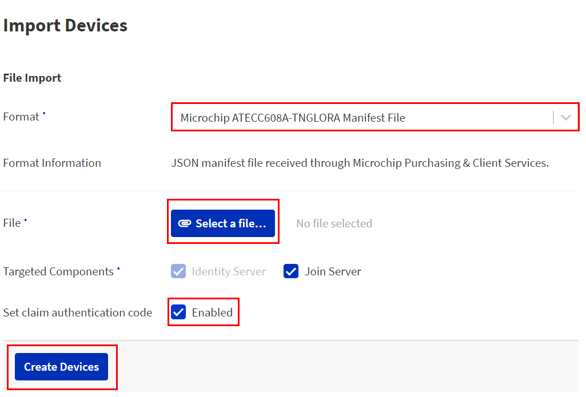 Import Devices
File Import
Format *
Microchip ATECC608A-TNGLORA Manifest File
Format Information
JSON manifest file received through Microchip Purchasing & Client Services.
File *
Select a file...
No file selected
Targeted Components *
Identity Server
Join Server
Set claim authentication code
Enabled
Create Devices